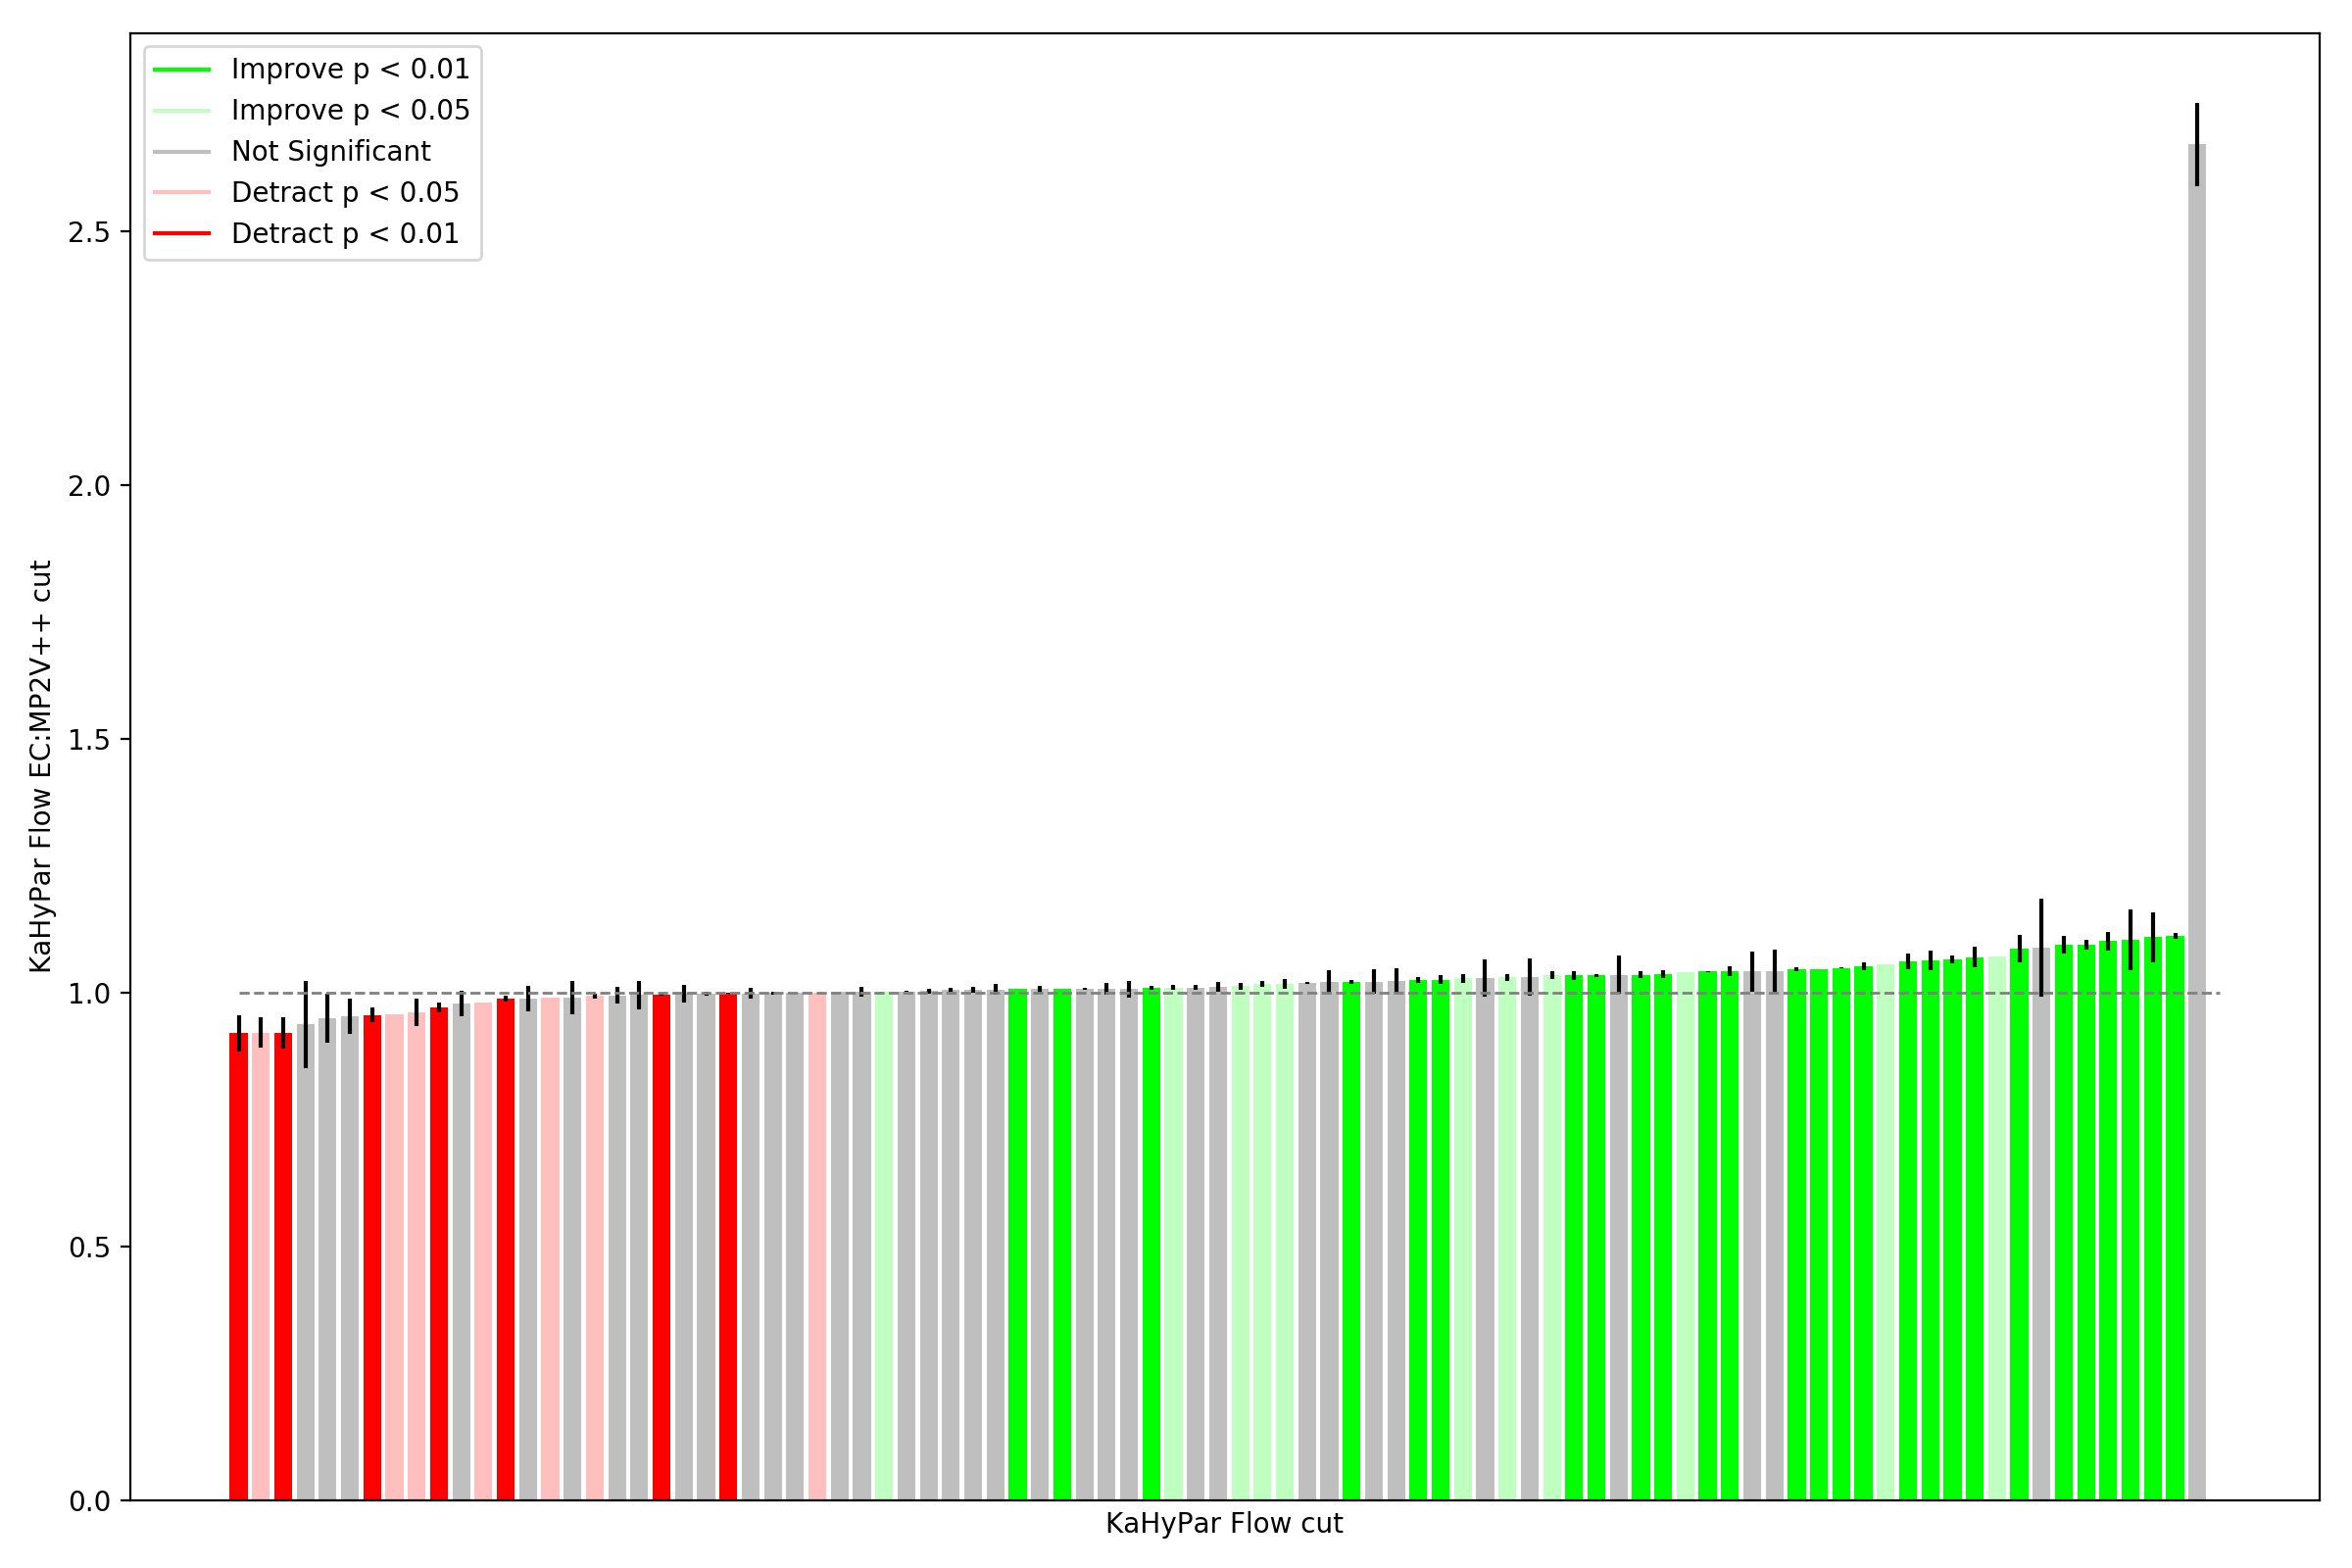 Improve p < 0.01
Improve p < 0.05
Not Significant
Detract p < 0.05
Detract p < 0.01
2.5
2.0
1.5
1.0
0.5
0.0
KaHyPar Flow EC:MP2V++ cut
KaHyPar Flow cut